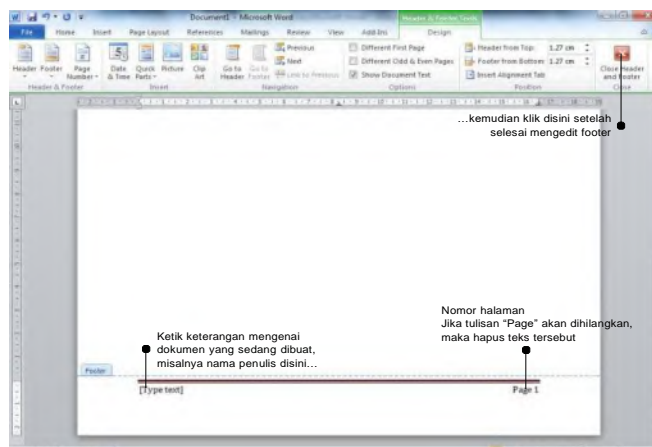 Document1 - Microsoft Word
Header & Footer Tools
File Home Insert Page Layout References Mailings Review View Add-Ins Design
Header Footer Page Number
Date & Time Quick Parts Picture Clip Art
Go to Header Go to Footer
Previous
Next
Link to Previous
Different First Page
Different Odd & Even Pages
Show Document Text
Header from Top: 1.27 cm
Footer from Bottom: 1.27 cm
Insert Alignment Tab
Close Header and Footer
Header & Footer Insert Navigation Options Position Close
...kemudian klik disini setelah
selesai mengedit footer
Ketik keterangan mengenai
dokumen yang sedang dibuat,
misalnya nama penulis disini...
Nomor halaman
Jika tulisan “Page” akan dihilangkan,
maka hapus teks tersebut
Footer
[Type text] Page 1